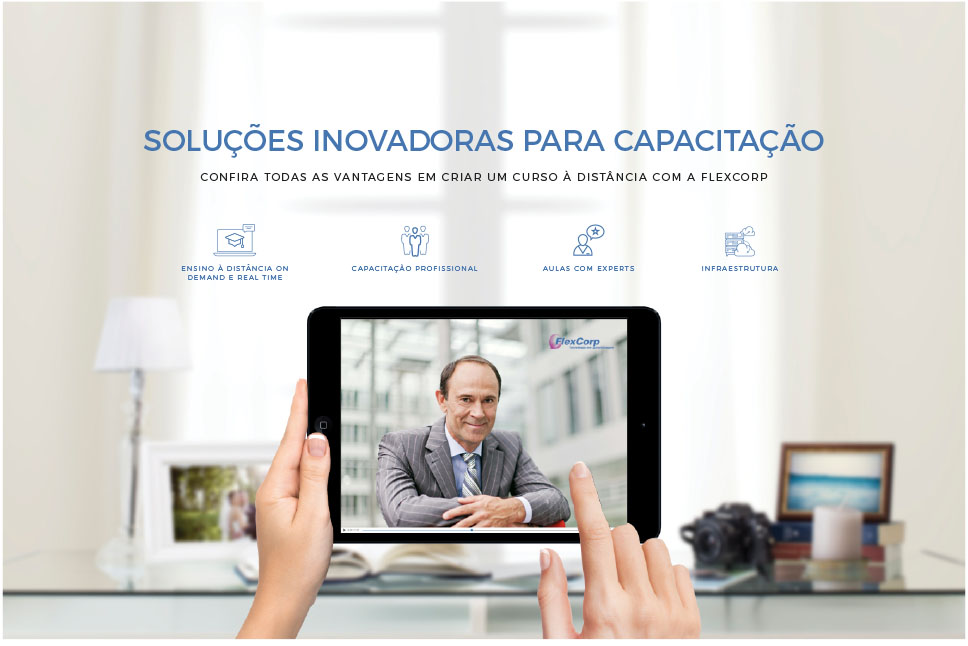 SOLUÇÕES INOVADORAS PARA CAPACITAÇÃO
CONFIRA TODAS AS VANTAGENS EM CRIAR UM CURSO À DISTÂNCIA COM A FLEXCORP
ENSINO À DISTÂNCIA ON
DEMAND E REAL TIME
CAPACITAÇÃO PROFISSIONAL
AULAS COM EXPERTS
INFRAESTRUTURA
FlexCorp